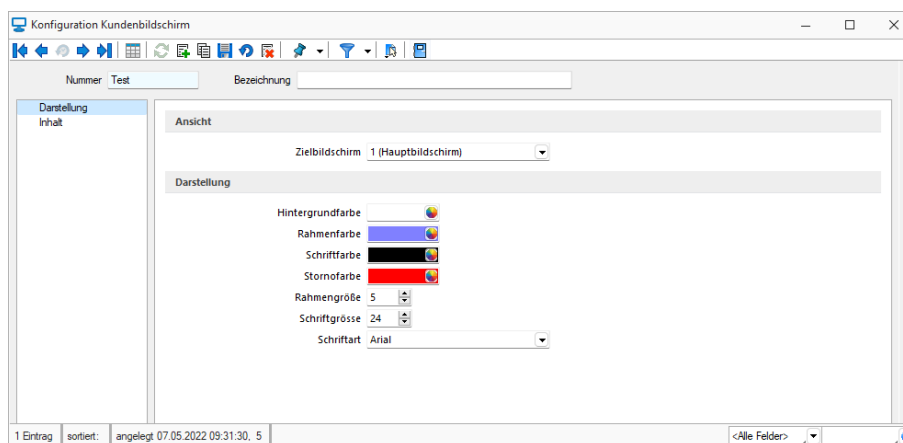 Konfiguration Kundenbildschirm
Nummer Test Bezeichnung
Darstellung
Inhalt
Ansicht
Zielbildschirm 1 (Hauptbildschirm)
Darstellung
Hintergrundfarbe
Rahmenfarbe
Schriftfarbe
Stornofarbe
Rahmengröße 5
Schriftgrösse 24
Schriftart Arial
1 Eintrag sortiert: angelegt 07.05.2022 09:31:30, 5 <Alle Felder>